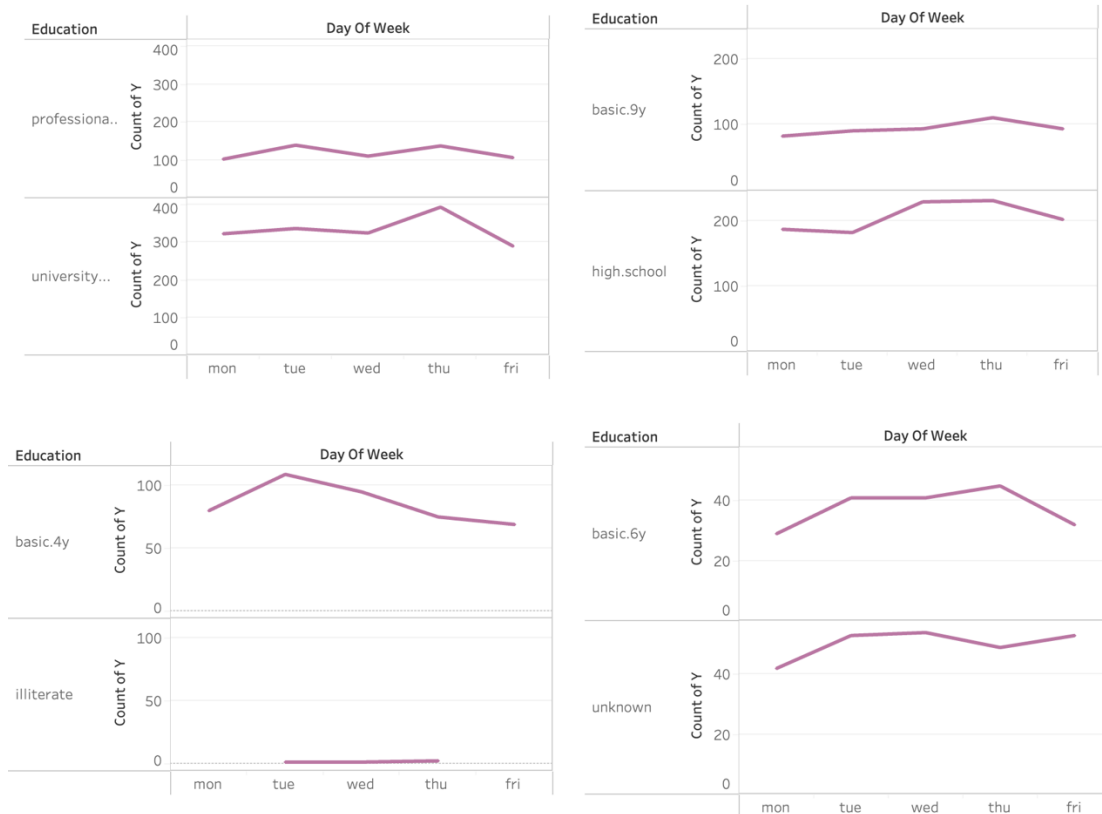 Education
Day Of Week
professiona..
Count of Y
400
300
200
100
0
university...
Count of Y
400
300
200
100
0
mon tue wed thu fri
Education
Day Of Week
basic.9y
Count of Y
200
100
0
high.school
Count of Y
200
100
0
mon tue wed thu fri
Education
Day Of Week
basic.4y
Count of Y
100
50
0
illiterate
Count of Y
100
50
0
mon tue wed thu fri
Education
Day Of Week
basic.6y
Count of Y
40
20
0
unknown
Count of Y
40
20
0
mon tue wed thu fri